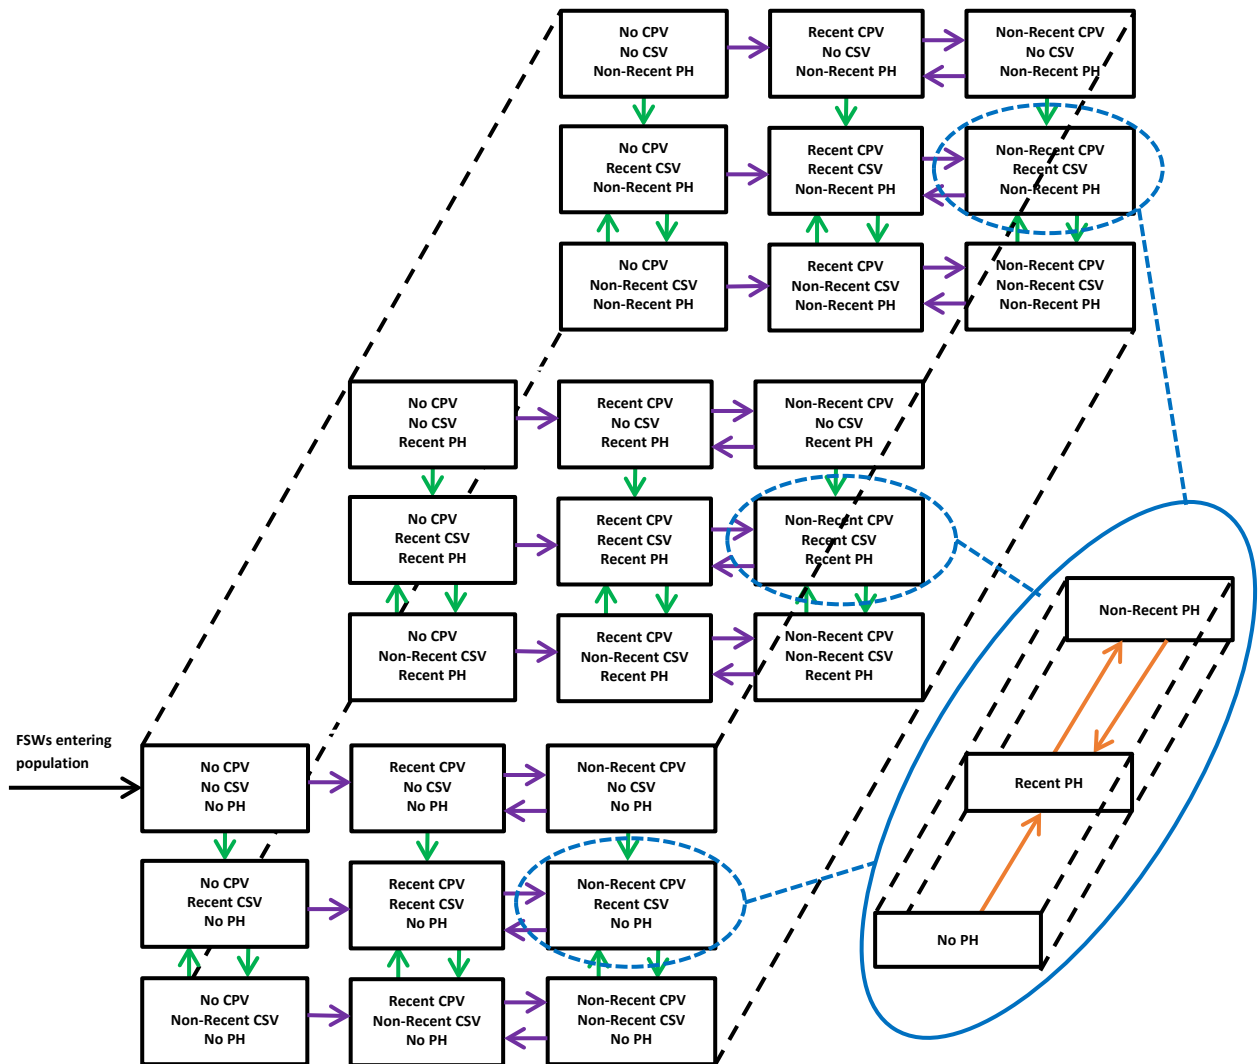 No CPV
No CSV
Non-Recent PH
Recent CPV
No CSV
Non-Recent PH
Non-Recent CPV
No CSV
Non-Recent PH
No CPV
Recent CSV
Non-Recent PH
Recent CPV
Recent CSV
Non-Recent PH
Non-Recent CPV
Recent CSV
Non-Recent PH
No CPV
Non-Recent CSV
Non-Recent PH
Recent CPV
Non-Recent CSV
Non-Recent PH
Non-Recent CPV
Non-Recent CSV
Non-Recent PH
No CPV
No CSV
Recent PH
Recent CPV
No CSV
Recent PH
Non-Recent CPV
No CSV
Recent PH
No CPV
Recent CSV
Recent PH
Recent CPV
Recent CSV
Recent PH
Non-Recent CPV
Recent CSV
Recent PH
No CPV
Non-Recent CSV
Recent PH
Recent CPV
Non-Recent CSV
Recent PH
Non-Recent CPV
Non-Recent CSV
Recent PH
FSWs entering
population
No CPV
No CSV
No PH
Recent CPV
No CSV
No PH
Non-Recent CPV
No CSV
No PH
No CPV
Recent CSV
No PH
Recent CPV
Recent CSV
No PH
Non-Recent CPV
Recent CSV
No PH
No CPV
Non-Recent CSV
No PH
Recent CPV
Non-Recent CSV
No PH
Non-Recent CPV
Non-Recent CSV
No PH
Non-Recent PH
Recent PH
No PH